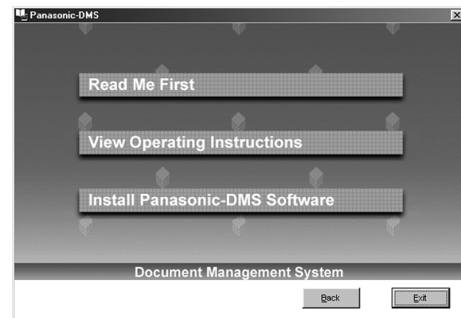 Panasonic-DMS
Read Me First
View Operating Instructions
Install Panasonic-DMS Software
Document Management System
Back
Exit